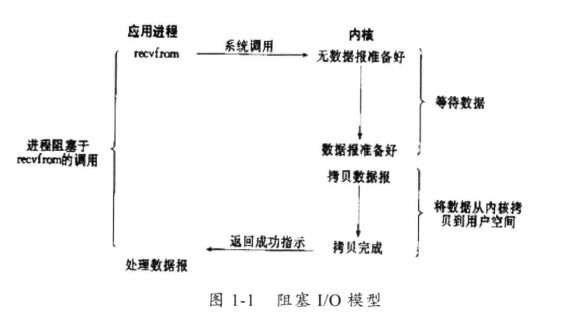 应用进程
内核
recvfrom
系统调用
无数据报准备好
等待数据
进程阻塞于
recvfrom的调用
数据报准备好
拷贝数据报
将数据从内核拷
贝到用户空间
返回成功指示
拷贝完成
处理数据报
图 1-1 阻塞 I/O 模型